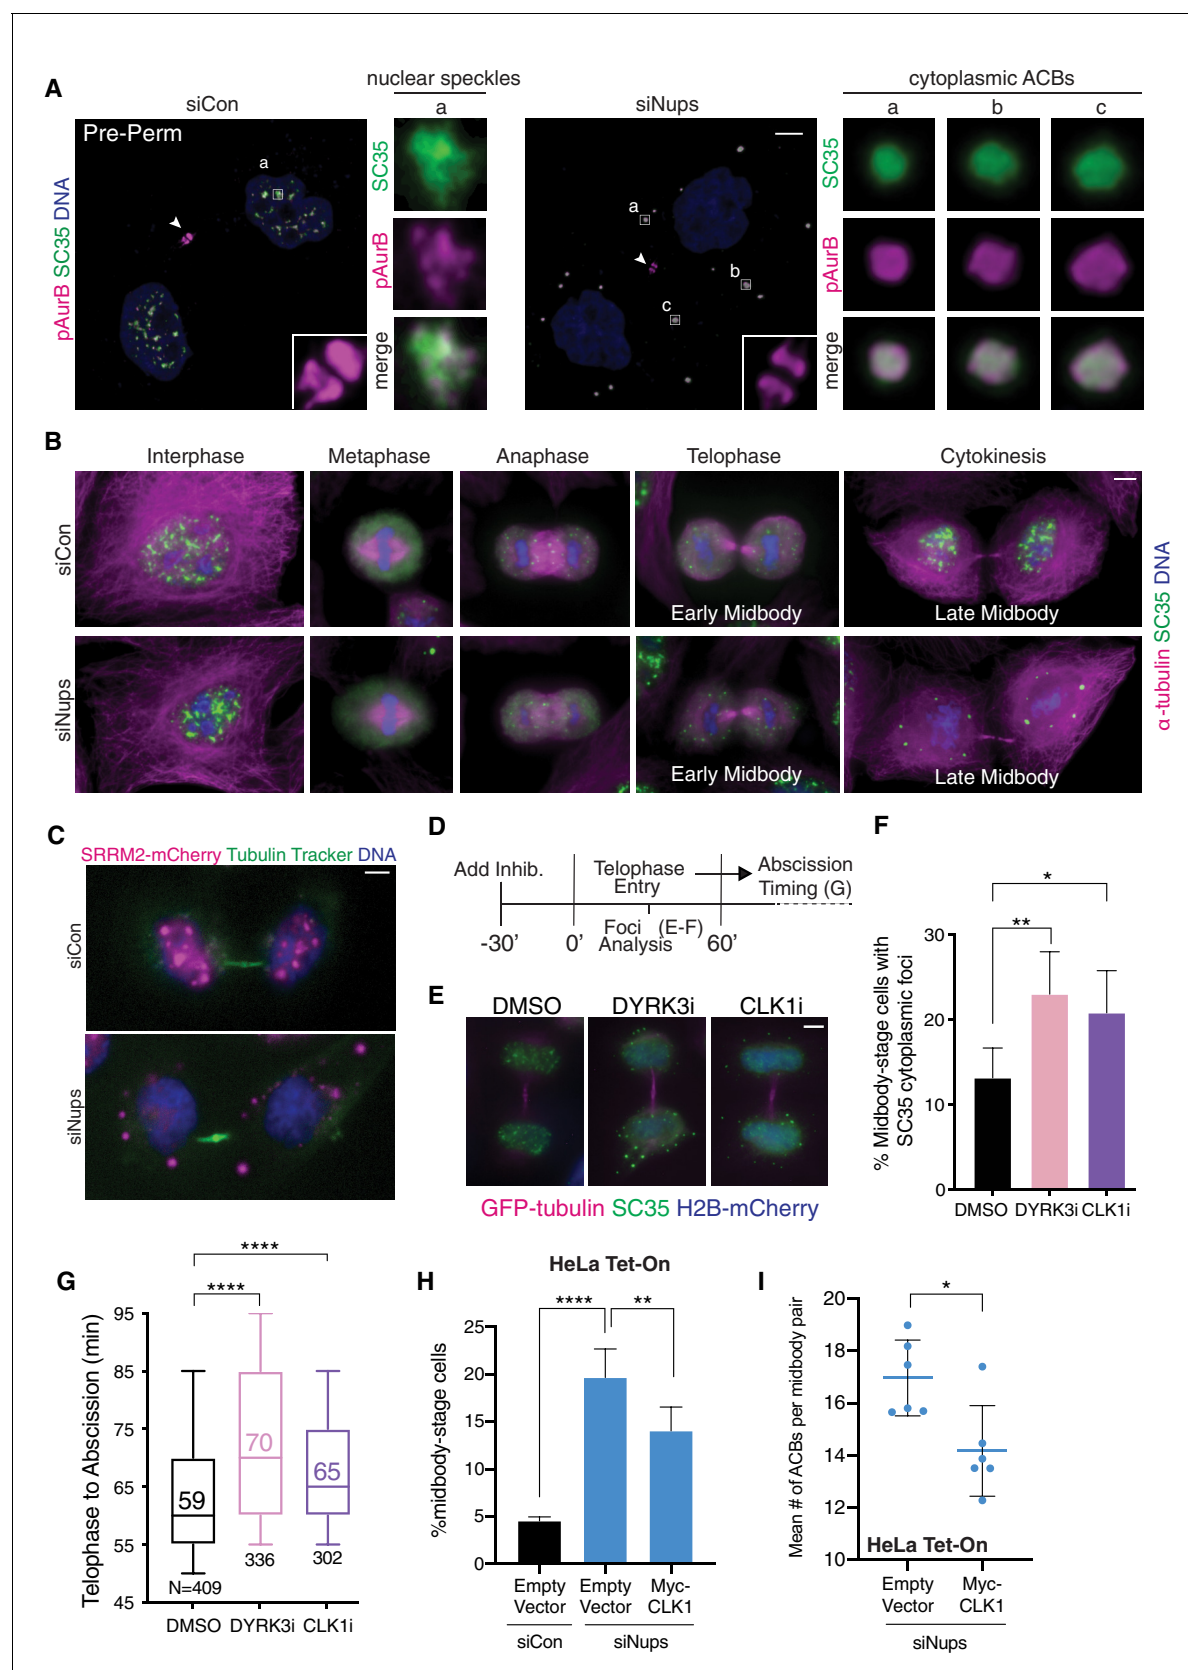 A
nuclear speckles
cytoplasmic ACBs
siCon
a
siNups
a
b
c
Pre-Perm
a
a
b
c
pAurB SC35 DNA
SC35
pAurB
merge
SC35
pAurB
merge
B
Interphase
Metaphase
Anaphase
Telophase
Cytokinesis
siCon
Early Midbody
Late Midbody
siNups
Early Midbody
Late Midbody
α-tubulin SC35 DNA
C
SRRM2-mCherry Tubulin Tracker DNA
siCon
siNups
D
Add Inhib.
Telophase
Entry
Abscission
Timing (G)
Foci (E-F)
Analysis
-30'
0'
60'
E
DMSO
DYRK3i
CLK1i
GFP-tubulin SC35 H2B-mCherry
F
*
**
% Midbody-stage cells with
SC35 cytoplasmic foci
30
20
10
0
DMSO
DYRK3i
CLK1i
G
****
****
Telophase to Abscission (min)
95
85
75
65
55
45
59
70
65
N=409
336
302
DMSO
DYRK3i
CLK1i
H
HeLa Tet-On
****
**
%midbody-stage cells
25
20
15
10
5
0
Empty
Vector
Empty
Vector
Myc-
CLK1
siCon
siNups
I
*
Mean # of ACBs per midbody pair
20
18
16
14
12
10
HeLa Tet-On
Empty
Vector
Myc-
CLK1
siNups